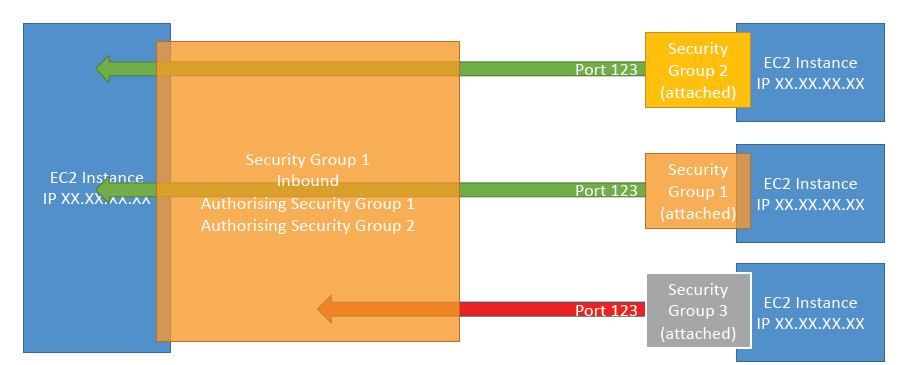 EC2 Instance
IP XX.XX.XX.XX
Security Group 1
Inbound
Authorising Security Group 1
Authorising Security Group 2
Port 123
Security
Group 2
(attached)
EC2 Instance
IP XX.XX.XX.XX
Port 123
Security
Group 1
(attached)
EC2 Instance
IP XX.XX.XX.XX
Port 123
Security
Group 3
(attached)
EC2 Instance
IP XX.XX.XX.XX